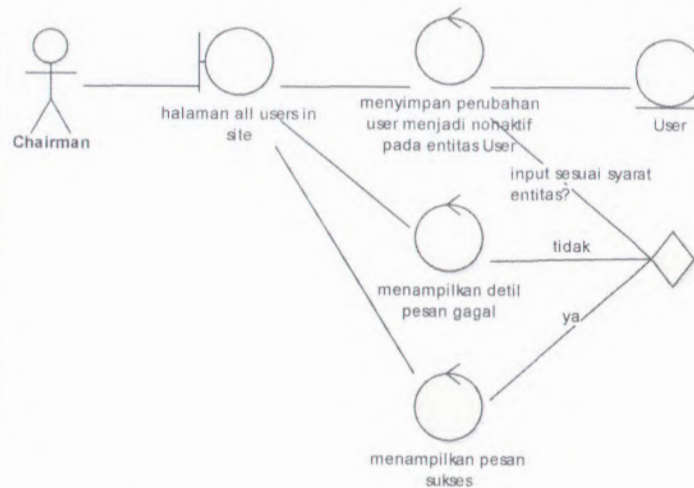 Chairman
halaman all users in
site
menyimpan perubahan
user menjadi nonaktif
pada entitas User
User
input sesuai syarat
entitas?
tidak
menampilkan detil
pesan gagal
ya
menampilkan pesan
sukses